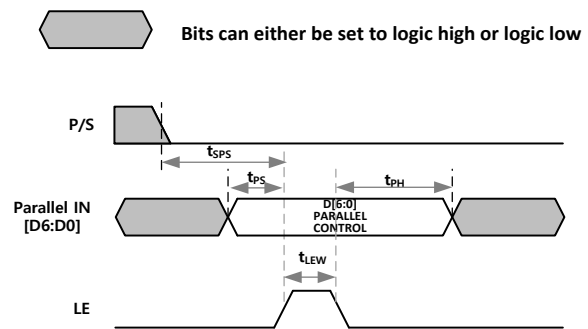 Bits can either be set to logic high or logic low
P/S
tSPS
tPS
tPH
Parallel IN
[D6:D0]
D[6:0]
PARALLEL
CONTROL
tLEW
LE